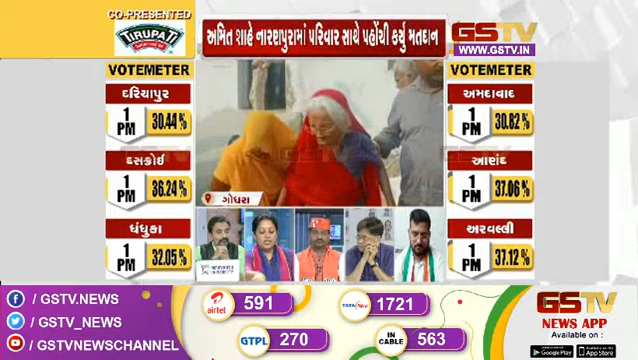 CO-PRESENTED
TIRUPATI
અમિત શાહે નારણપુરામાં પરિવાર સાથે પહોંચી કર્યુ મતદાન
GSTV
WWW.GSTV.IN
VOTEMETER
દરિયાપુર
1 PM 30.44%
દસક્રોઈ
1 PM 36.24%
ધંધુકા
1 PM 32.05%
ગોધરા
VOTEMETER
અમદાવાદ
1 PM 30.82%
આણંદ
1 PM 37.06%
અરવલ્લી
1 PM 37.12%
/ GSTV.NEWS
/ GSTV_NEWS
/ GSTVNEWSCHANNEL
airtel 591
TATA Sky 1721
GTPL 270
IN CABLE 563
GSTV
NEWS APP
Available on :
Google Play
App Store